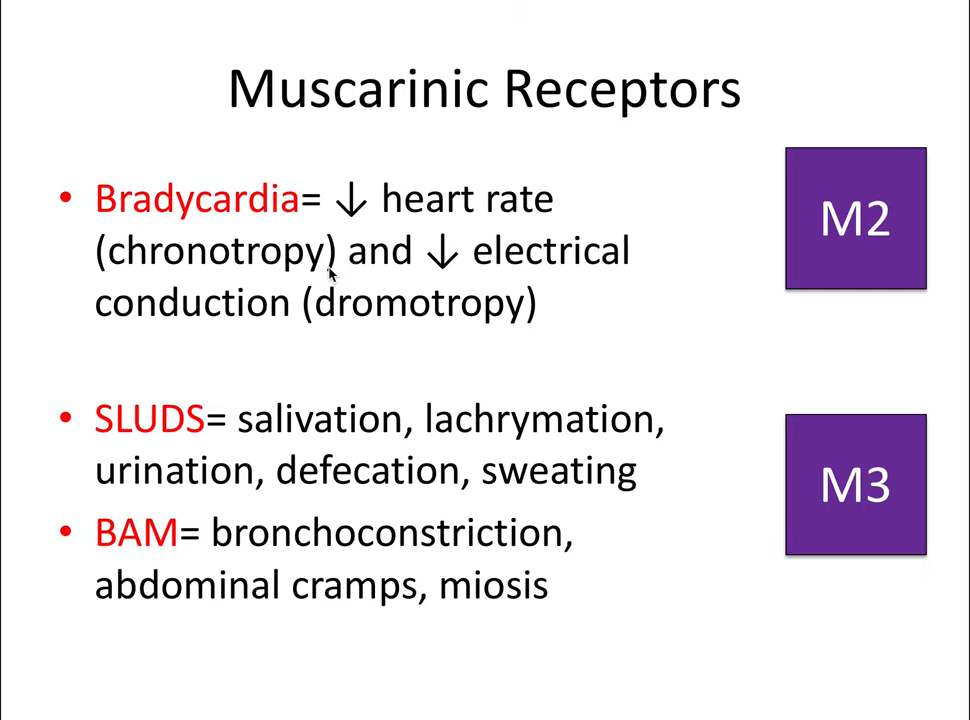 Muscarinic Receptors
• Bradycardia= ↓ heart rate
(chronotropy) and ↓ electrical
conduction (dromotropy)
M2
• SLUDS= salivation, lachrymation,
urination, defecation, sweating
• BAM= bronchoconstriction,
abdominal cramps, miosis
M3